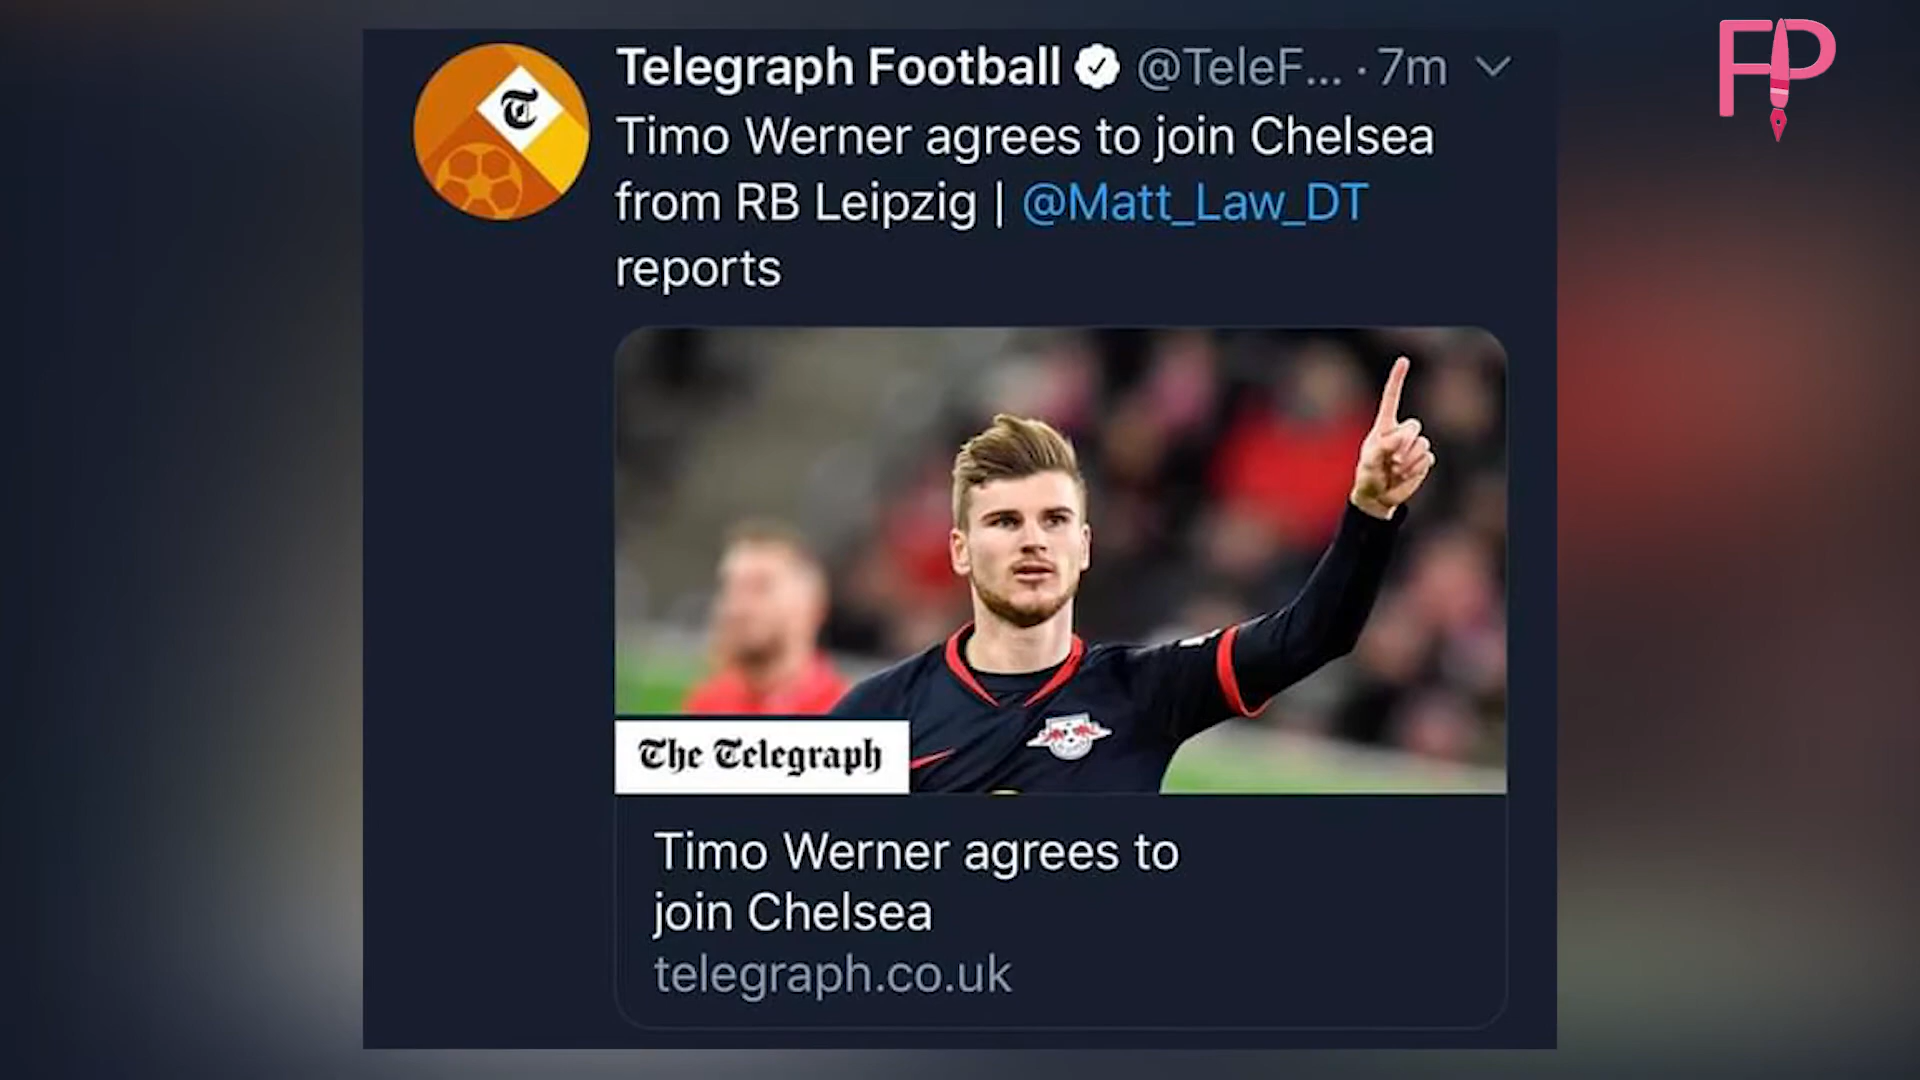 Telegraph Football @TeleF... · 7m
Timo Werner agrees to join Chelsea
from RB Leipzig | @Matt_Law_DT
reports
The Telegraph
Timo Werner agrees to
join Chelsea
telegraph.co.uk
FP
T